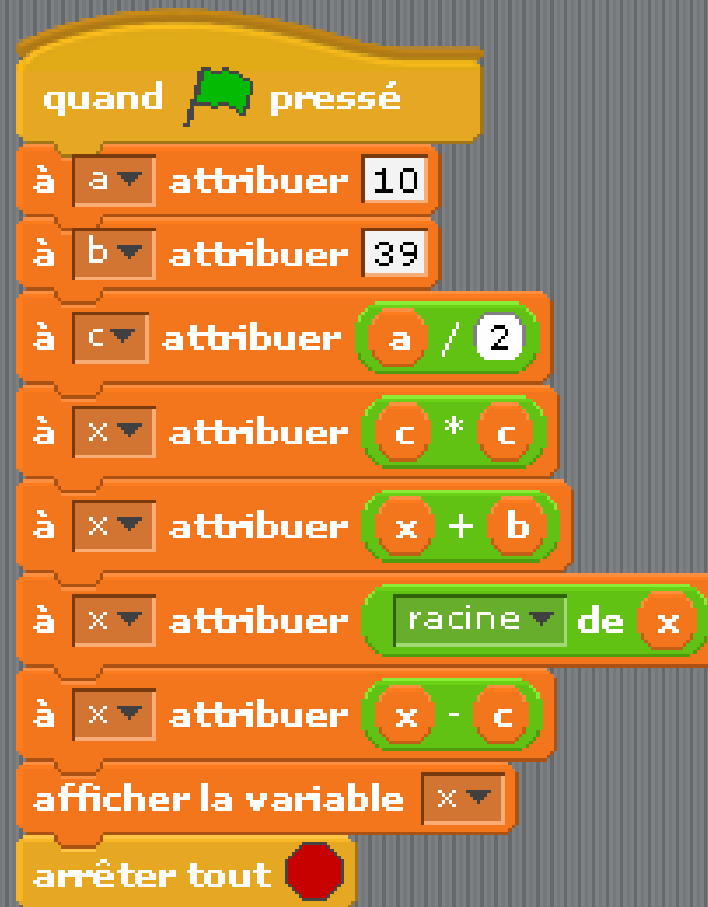 quand pressé
à a attribuer 10
à b attribuer 39
à c attribuer a / 2
à x attribuer c * c
à x attribuer x + b
à x attribuer racine de x
à x attribuer x - c
afficher la variable x
arrêter tout